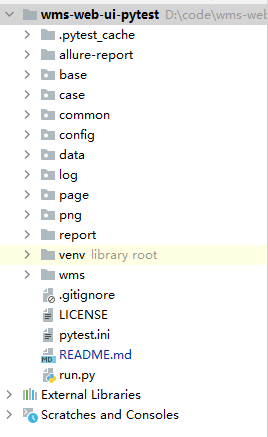 wms-web-ui-pytest D:\code\wms-web
.pytest_cache
allure-report
base
case
common
config
data
log
page
png
report
venv library root
wms
.gitignore
LICENSE
pytest.ini
MD README.md
run.py
External Libraries
Scratches and Consoles